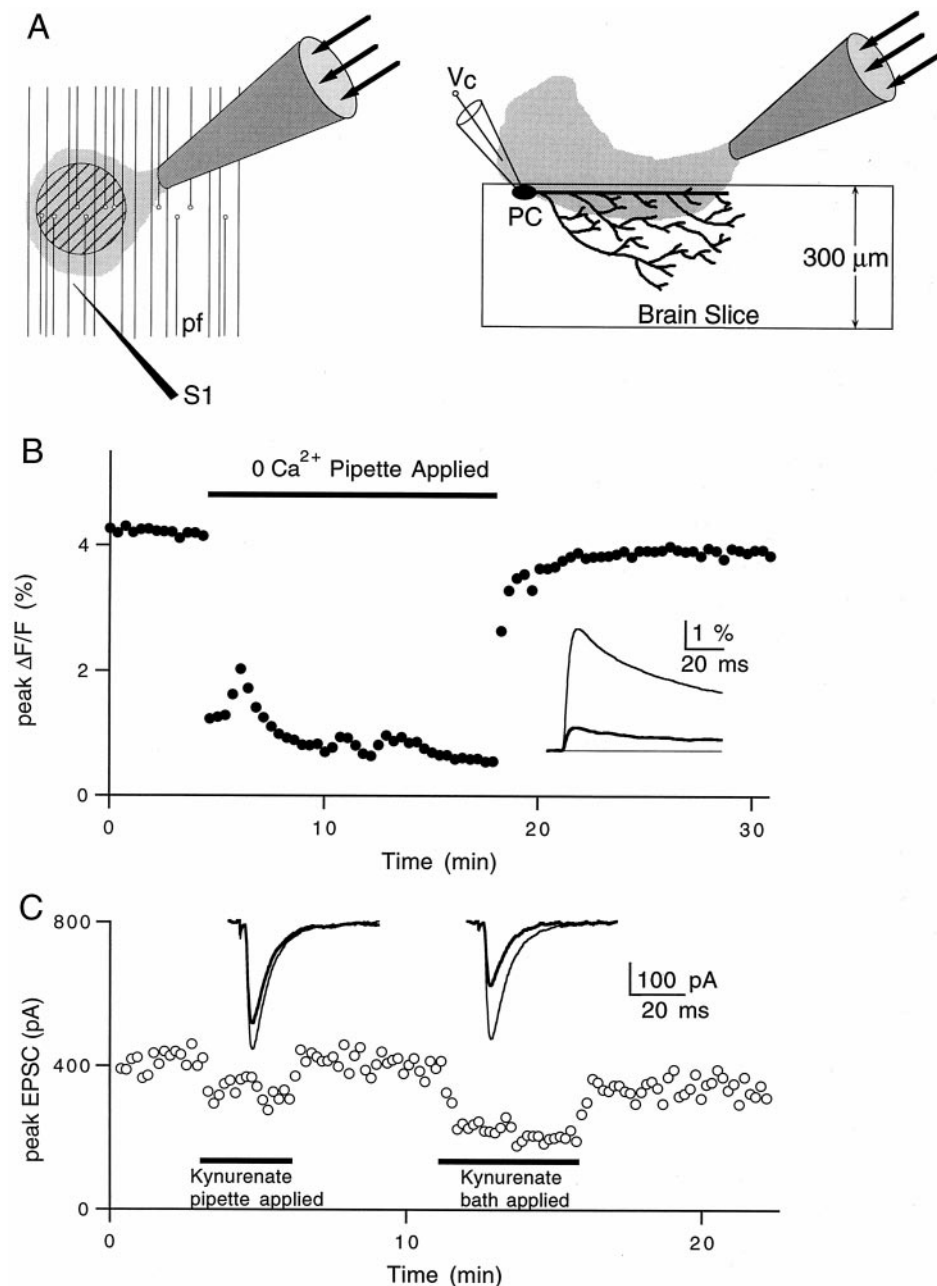 A
pf
S1
Vc
PC
300 μm
Brain Slice
B
0 Ca2+ Pipette Applied
peak ΔF/F (%)
4
2
0
1 %
20 ms
0
10
20
30
Time (min)
C
peak EPSC (pA)
800
400
0
100 pA
20 ms
Kynurenate
pipette applied
Kynurenate
bath applied
0
10
20
Time (min)